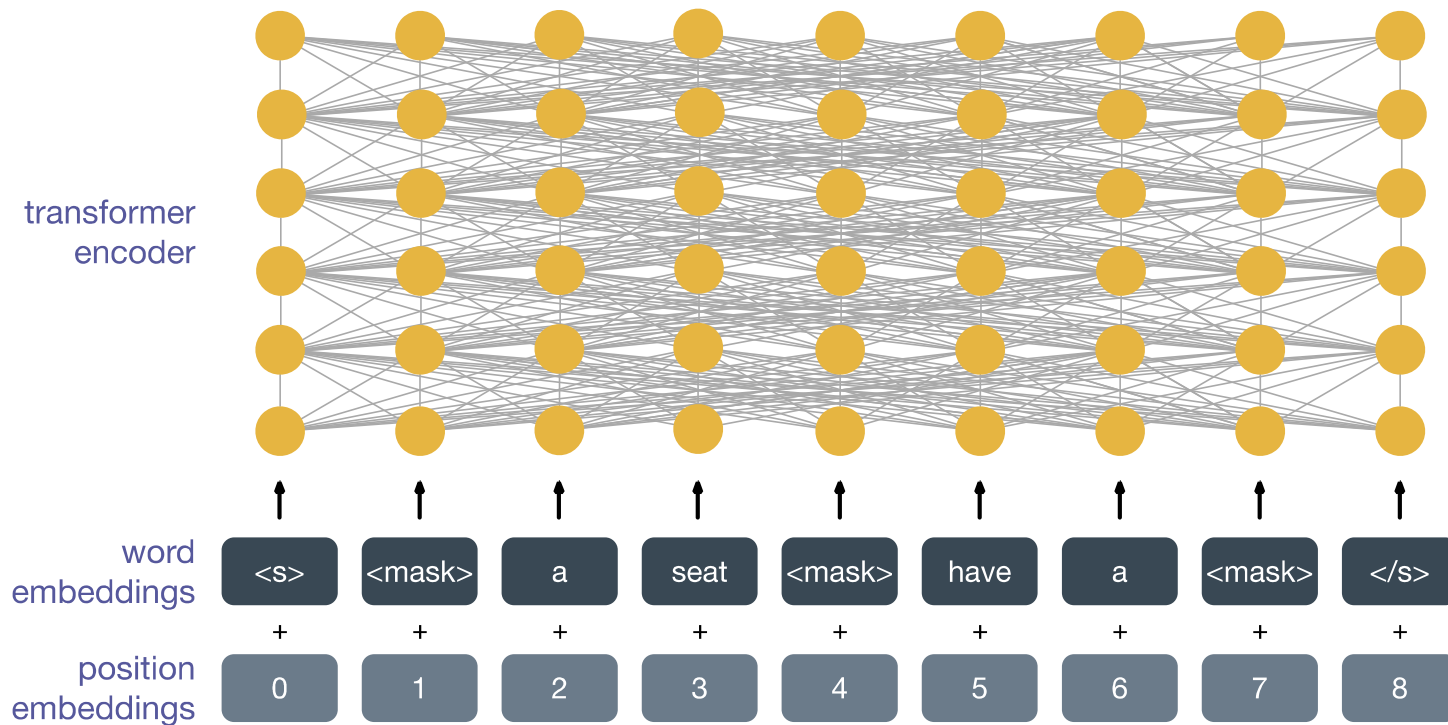 transformer
encoder
word
embeddings
<s> <mask> a seat <mask> have a <mask> </s>
+ + + + + + + + +
position
embeddings
0 1 2 3 4 5 6 7 8